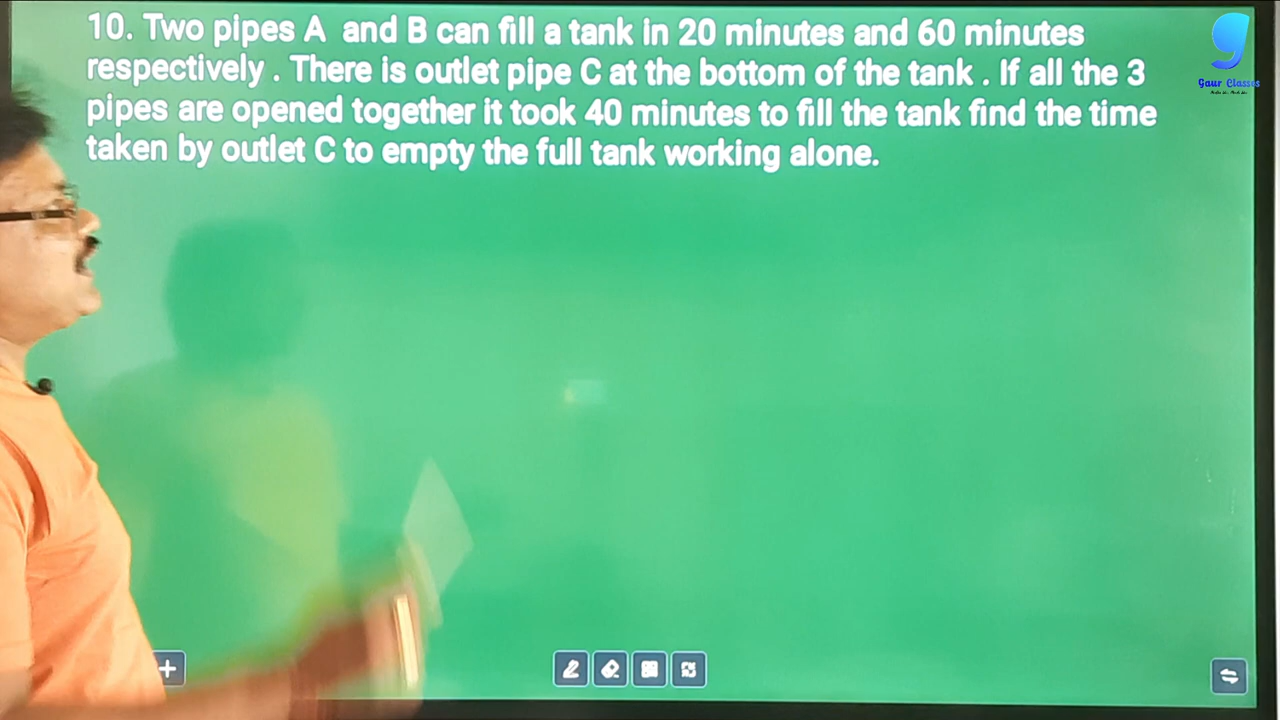 10. Two pipes A and B can fill a tank in 20 minutes and 60 minutes
respectively . There is outlet pipe C at the bottom of the tank . If all the 3
pipes are opened together it took 40 minutes to fill the tank find the time
taken by outlet C to empty the full tank working alone.
Gaur Classes